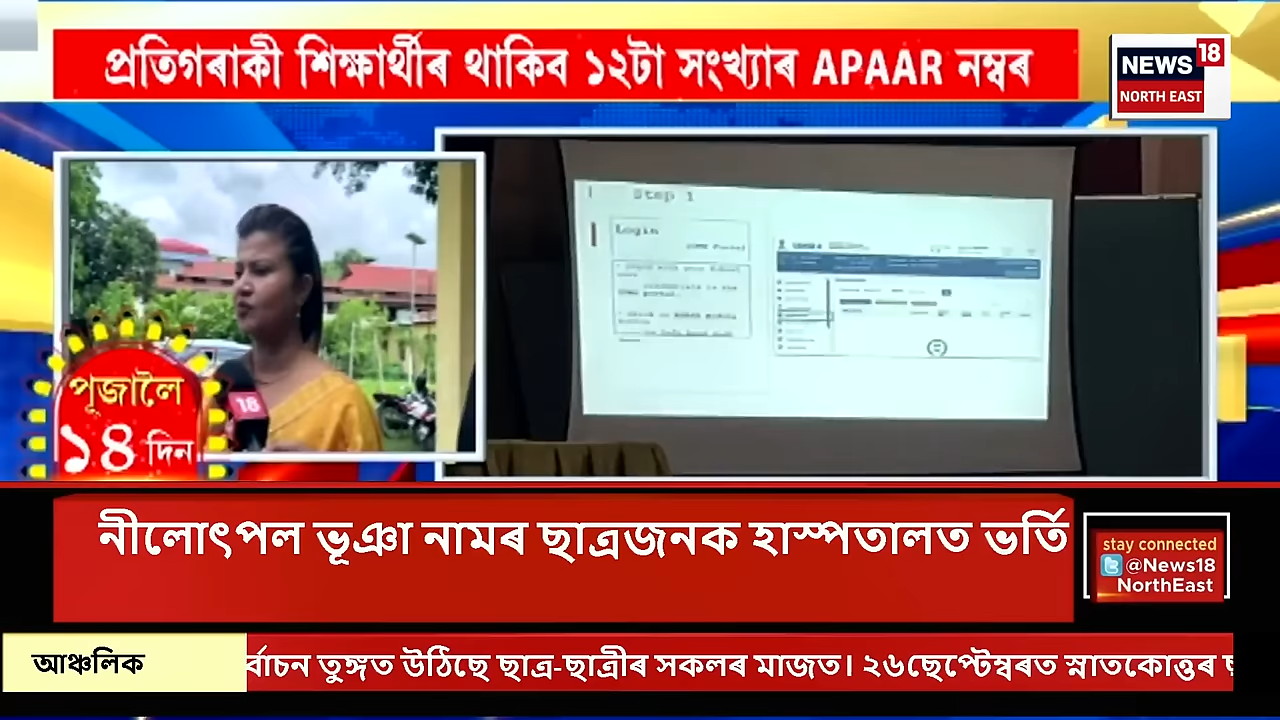 প্ৰতিগৰাকী শিক্ষাৰ্থীৰ থাকিব ১২টা সংখ্যাৰ APAAR নম্বৰ
NEWS 18
NORTH EAST
Step 1
Login
18
পূজালৈ
১৪ দিন
নীলোৎপল ভূঞা নামৰ ছাত্ৰজনক হাস্পতালত ভৰ্তি
stay connected
@News18
NorthEast
আঞ্চলিক
ৰ্বাচন তুঙ্গত উঠিছে ছাত্ৰ-ছাত্ৰীৰ সকলৰ মাজত। ২৬ছেপ্টেম্বৰত স্নাতকোত্তৰ